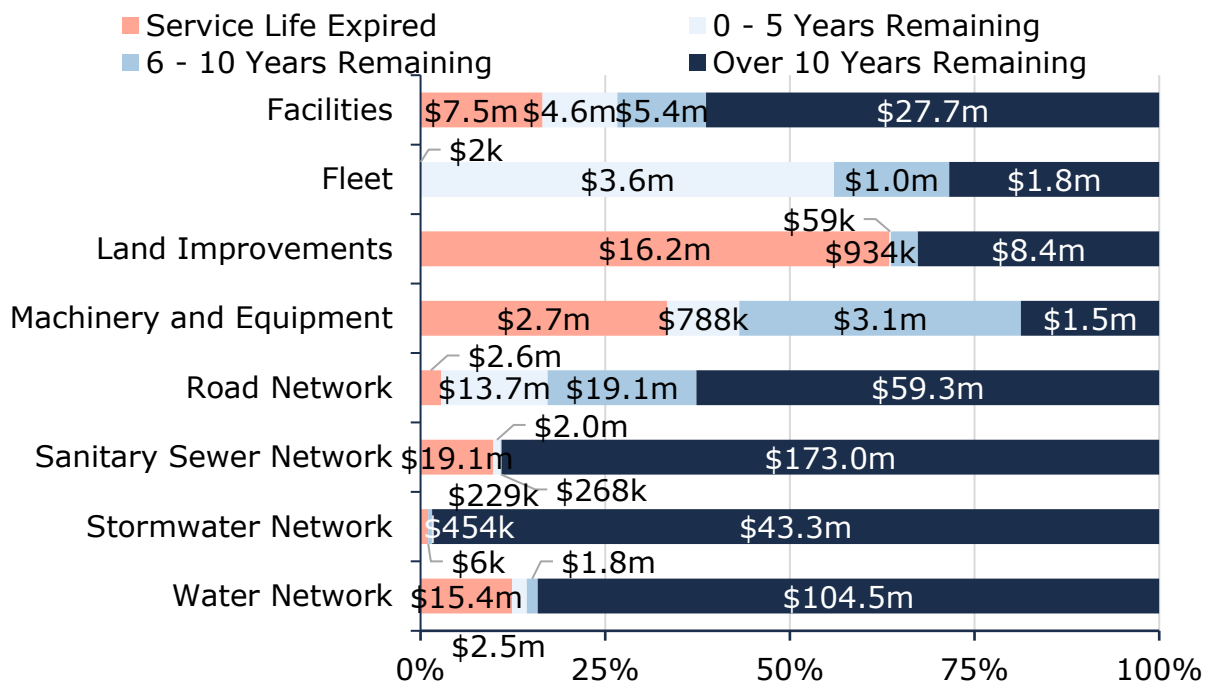 Service Life Expired 0 - 5 Years Remaining
6 - 10 Years Remaining Over 10 Years Remaining
Facilities $7.5m $4.6m $5.4m $27.7m
$2k
Fleet $3.6m $1.0m $1.8m
$59k
Land Improvements $16.2m $934k $8.4m
Machinery and Equipment $2.7m $788k $3.1m $1.5m
$2.6m
Road Network $13.7m $19.1m $59.3m
$2.0m
Sanitary Sewer Network $19.1m $173.0m
$229k $268k
Stormwater Network $454k $43.3m
$6k $1.8m
Water Network $15.4m $104.5m
$2.5m
0% 25% 50% 75% 100%